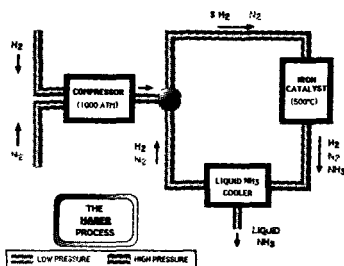 3 H₂ N₂
H₂
COMPRESSOR
(1000 ATM)
IRON
CATALYST
(500°C)
N₂
H₂
N₂
H₂
N₂
NH₃
LIQUID NH₃
COOLER
LIQUID
NH₃
THE
HABER
PROCESS
LOW PRESSURE
HIGH PRESSURE